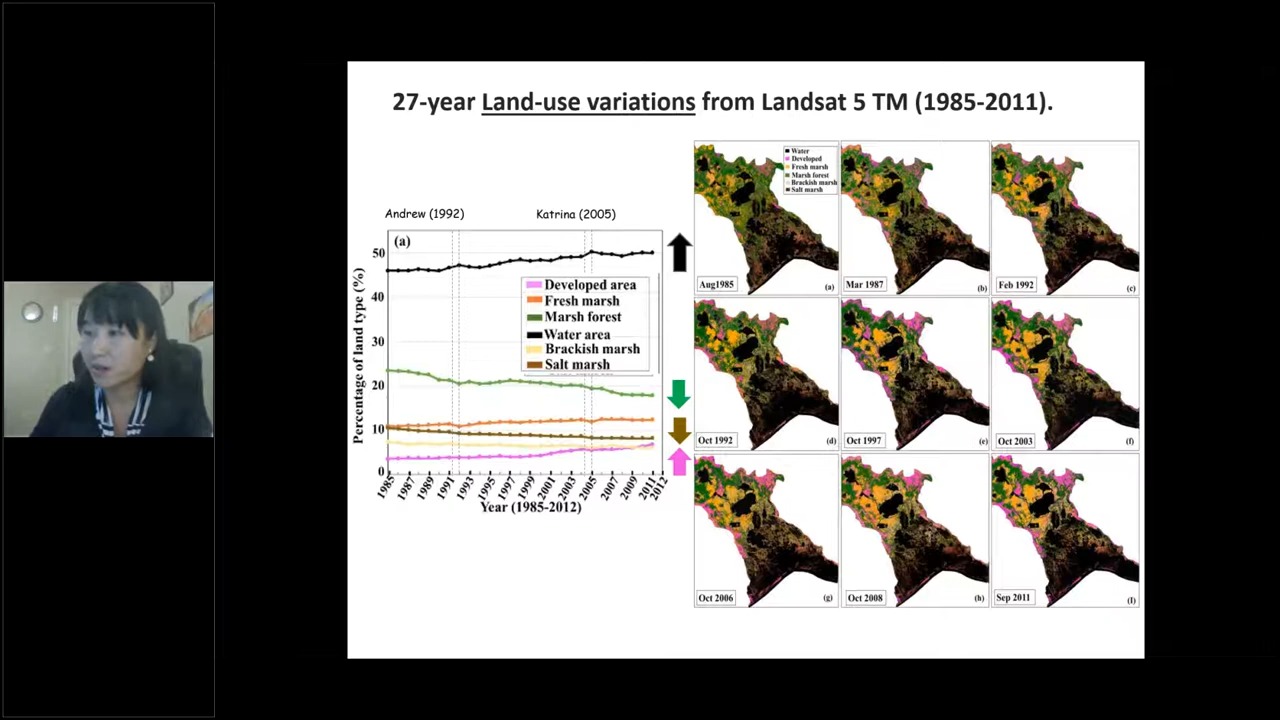 27-year Land-use variations from Landsat 5 TM (1985-2011).
Andrew (1992)
Katrina (2005)
(a)
Percentage of land type (%)
50
40
30
20
10
0
Developed area
Fresh marsh
Marsh forest
Water area
Brackish marsh
Salt marsh
1985
1987
1989
1991
1993
1995
1997
1999
2001
2003
2005
2007
2009
2011
2012
Year (1985-2012)
Water
Developed
Fresh marsh
Marsh forest
Brackish marsh
Salt marsh
Aug1985
(a)
Mar 1987
(b)
Feb 1992
(c)
Oct 1992
(d)
Oct 1997
(e)
Oct 2003
(f)
Oct 2006
(g)
Oct 2008
(h)
Sep 2011
(I)